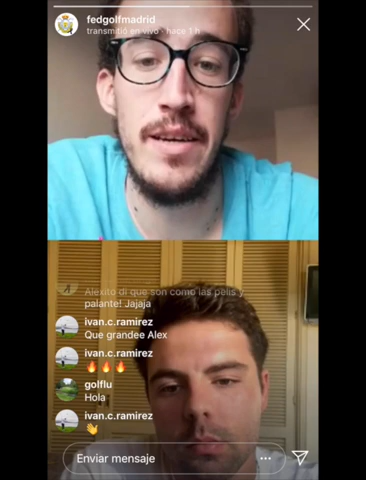 fedgolfmadrid
transmitió en vivo · hace 1 h
Alexito di que son como las pelis y
palante! Jajaja
ivan.c.ramirez
Que grandee Alex
ivan.c.ramirez
🔥🔥🔥
golflu
Hola
ivan.c.ramirez
👋
Enviar mensaje